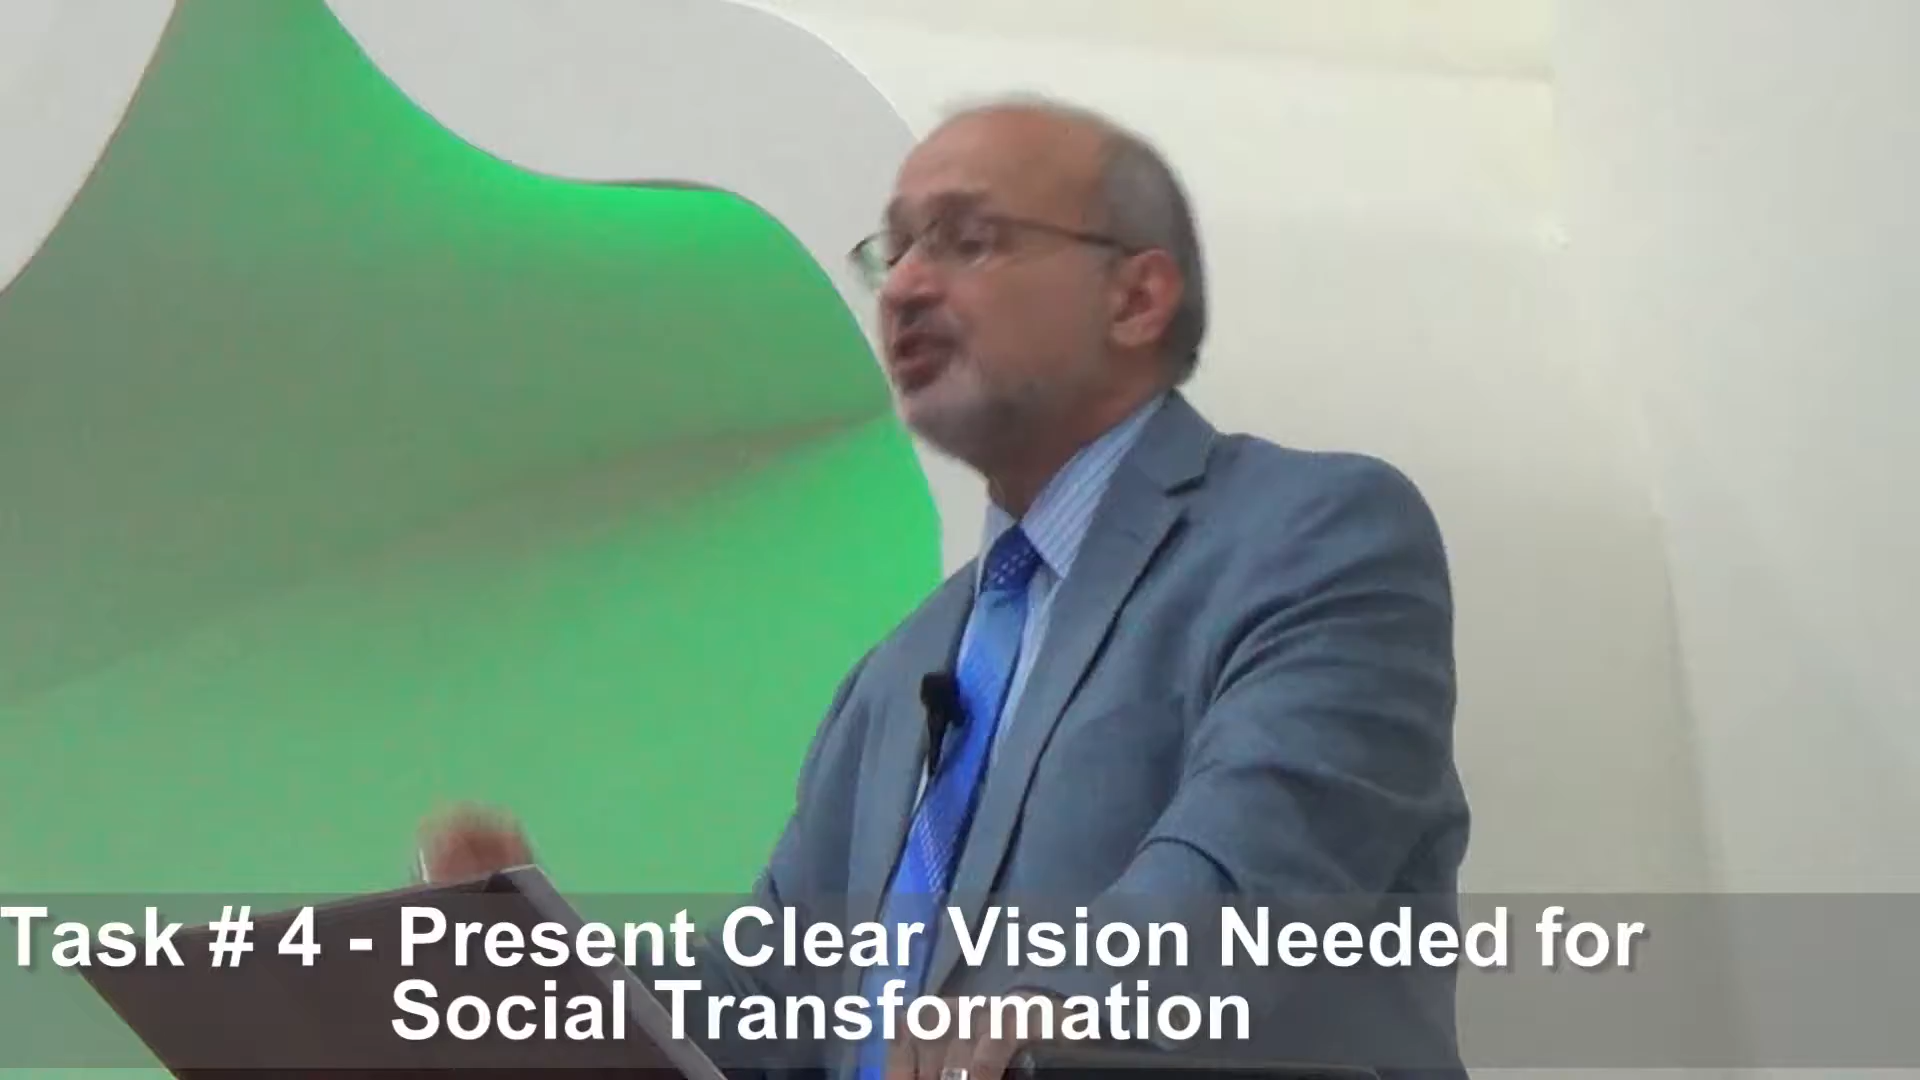 Task # 4 - Present Clear Vision Needed for
Social Transformation